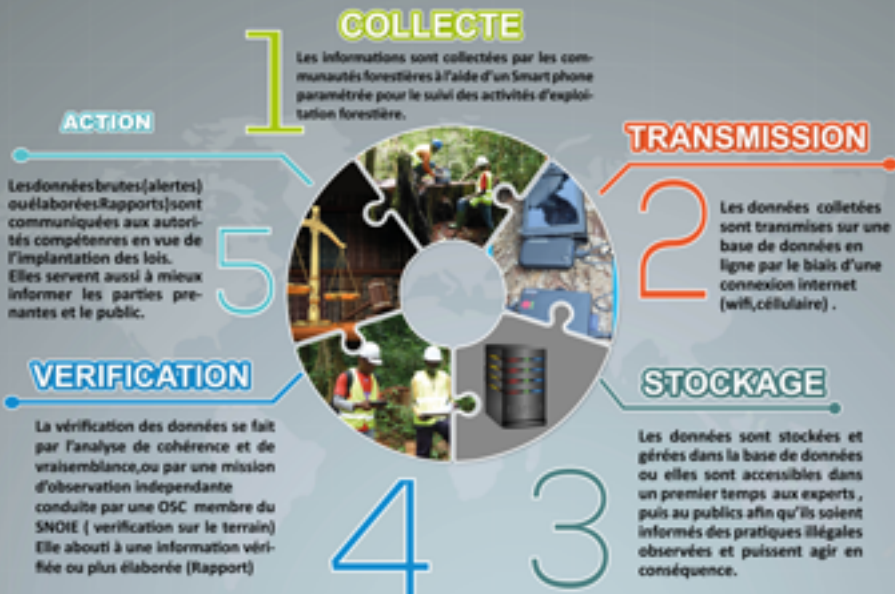 1
COLLECTE
Les informations sont collectées par les com-
munautés forestières à l'aide d'un Smart phone
paramétrée pour le suivi des activités d'exploi-
tation forestière.
TRANSMISSION
2
Les données colletées
sont transmises sur une
base de données en
ligne par le biais d'une
connexion internet
(wifi,céllulaire) .
STOCKAGE
3
Les données sont stockées et
gérées dans la base de données
ou elles sont accessibles dans
un premier temps aux experts ,
puis au publics afin qu'ils soient
informés des pratiques illégales
observées et puissent agir en
conséquence.
VERIFICATION
4
La vérification des données se fait
par l'analyse de cohérence et de
vraisemblance,ou par une mission
d'observation independante
conduite par une OSC membre du
SNOIE ( verification sur le terrain)
Elle abouti à une information véri-
fiée ou plus élaborée (Rapport)
ACTION
5
Lesdonnéesbrutes(alertes)
ouélaboréesRapports)sont
communiquées aux autori-
tés compétenres en vue de
l'implantation des lois.
Elles servent aussi à mieux
informer les parties pre-
nantes et le public.